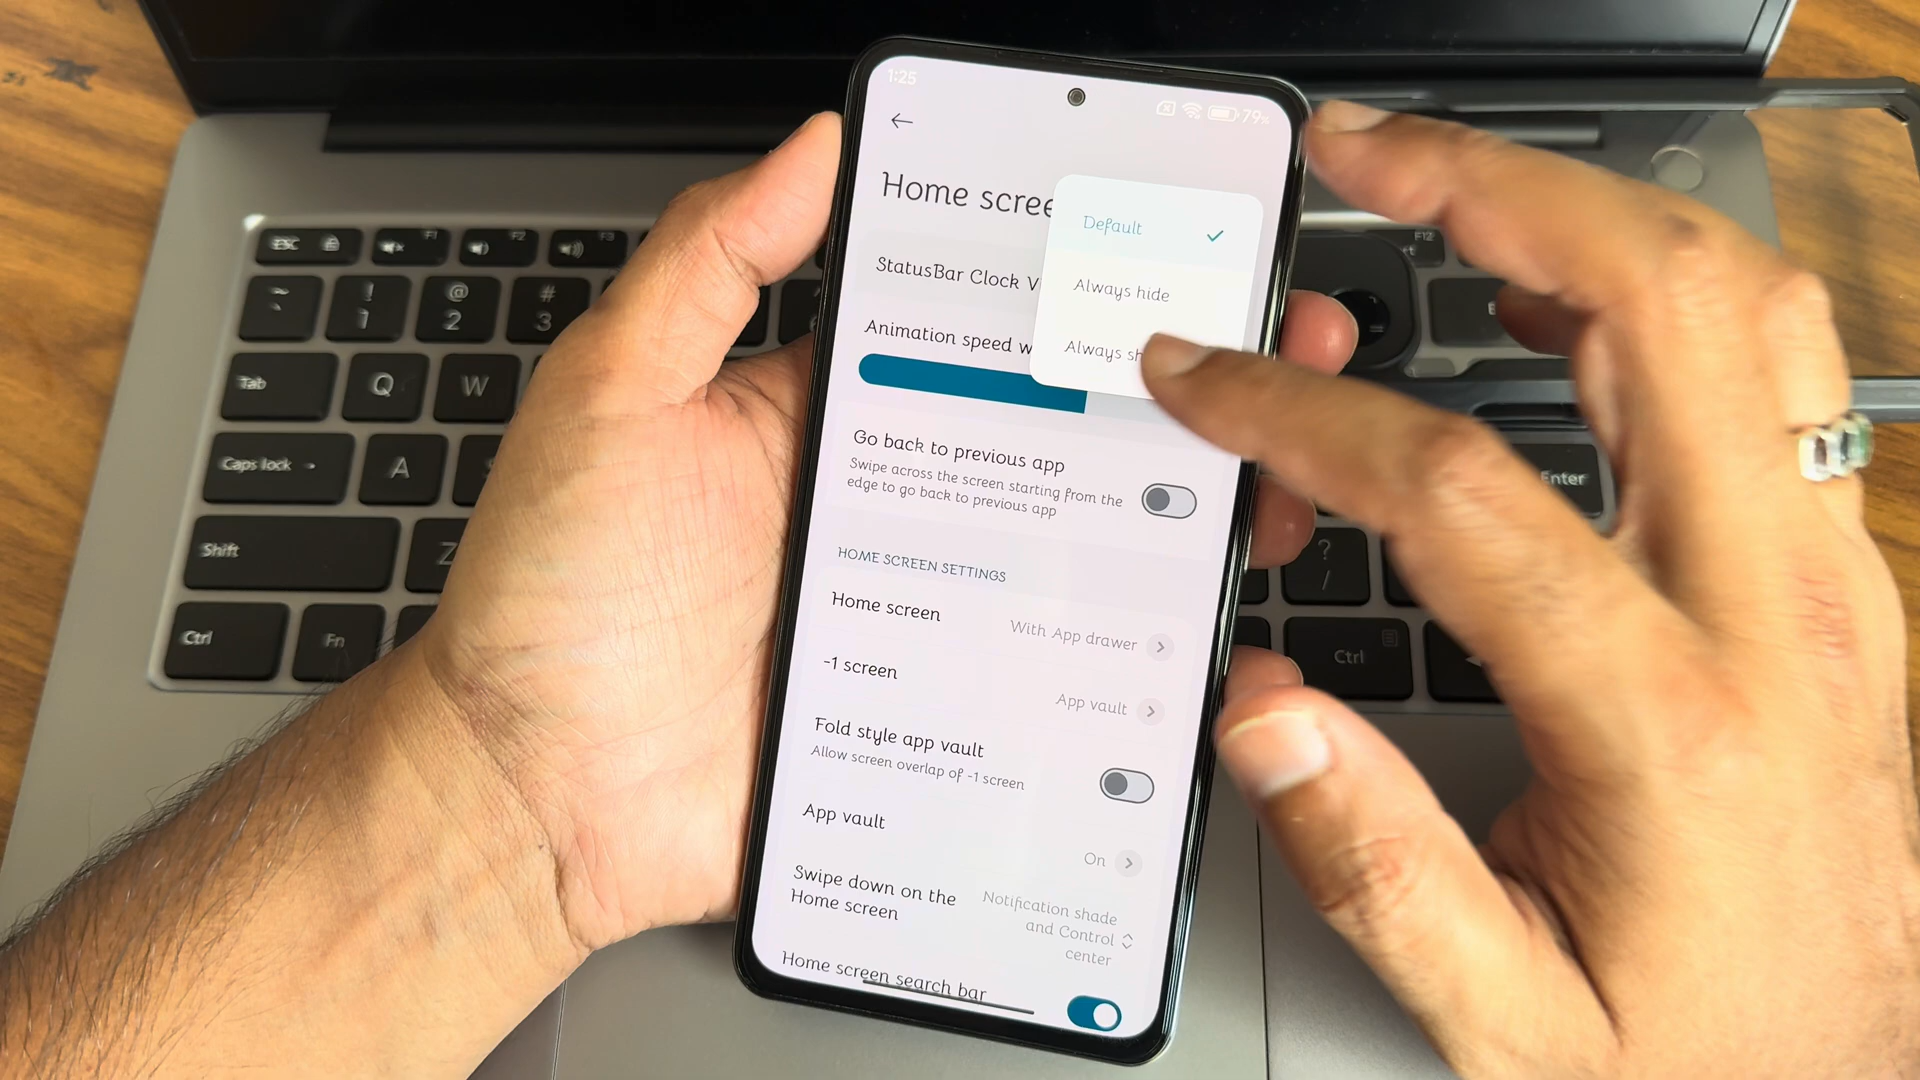 1:25
79%
Home scree
Default
Always hide
Always sh
StatusBar Clock V
Animation speed w
Go back to previous app
Swipe across the screen starting from the
edge to go back to previous app
HOME SCREEN SETTINGS
Home screen
With App drawer
-1 screen
App vault
Fold style app vault
Allow screen overlap of -1 screen
App vault
On
Swipe down on the
Home screen
Notification shade
and Control
center
Home screen search bar
ESC
F1
F2
F3
F12
~
!
1
@
2
#
3
Tab
Q
W
Caps lock
A
Enter
Shift
Z
?
/
Ctrl
Fn
Ctrl